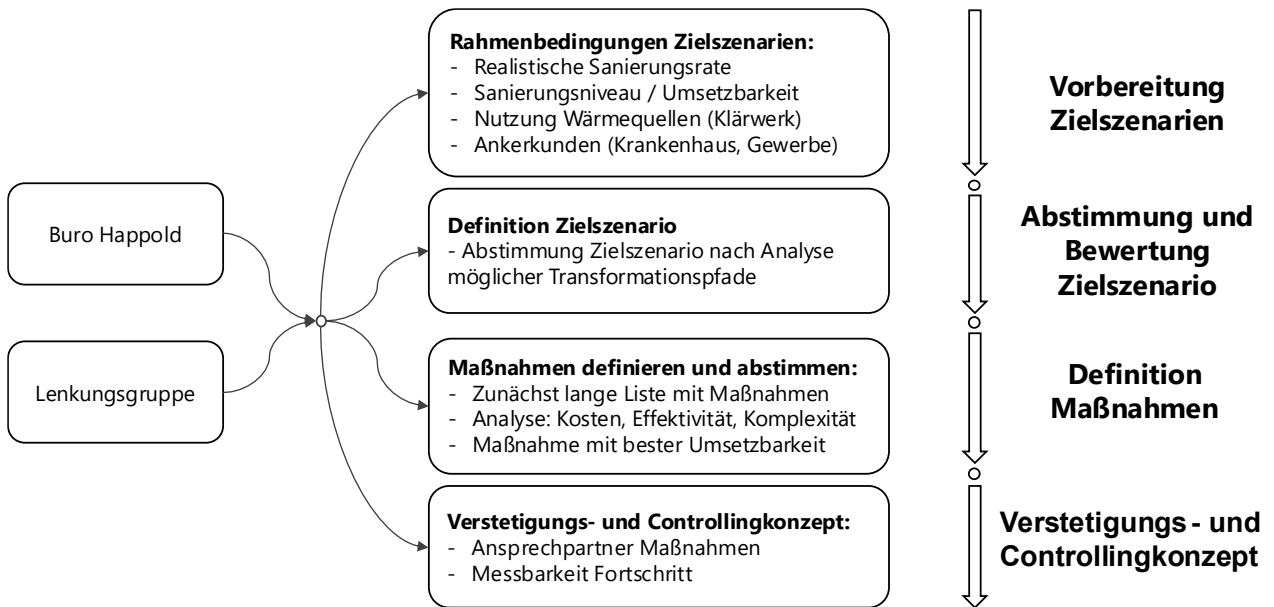 Buro Happold
Lenkungsgruppe
Rahmenbedingungen Zielszenarien:
- Realistische Sanierungsrate
- Sanierungsniveau / Umsetzbarkeit
- Nutzung Wärmequellen (Klärwerk)
- Ankerkunden (Krankenhaus, Gewerbe)
Definition Zielszenario
- Abstimmung Zielszenario nach Analyse
möglicher Transformationspfade
Maßnahmen definieren und abstimmen:
- Zunächst lange Liste mit Maßnahmen
- Analyse: Kosten, Effektivität, Komplexität
- Maßnahme mit bester Umsetzbarkeit
Verstetigungs- und Controllingkonzept:
- Ansprechpartner Maßnahmen
- Messbarkeit Fortschritt
Vorbereitung
Zielszenarien
Abstimmung und
Bewertung
Zielszenario
Definition
Maßnahmen
Verstetigungs - und
Controllingkonzept